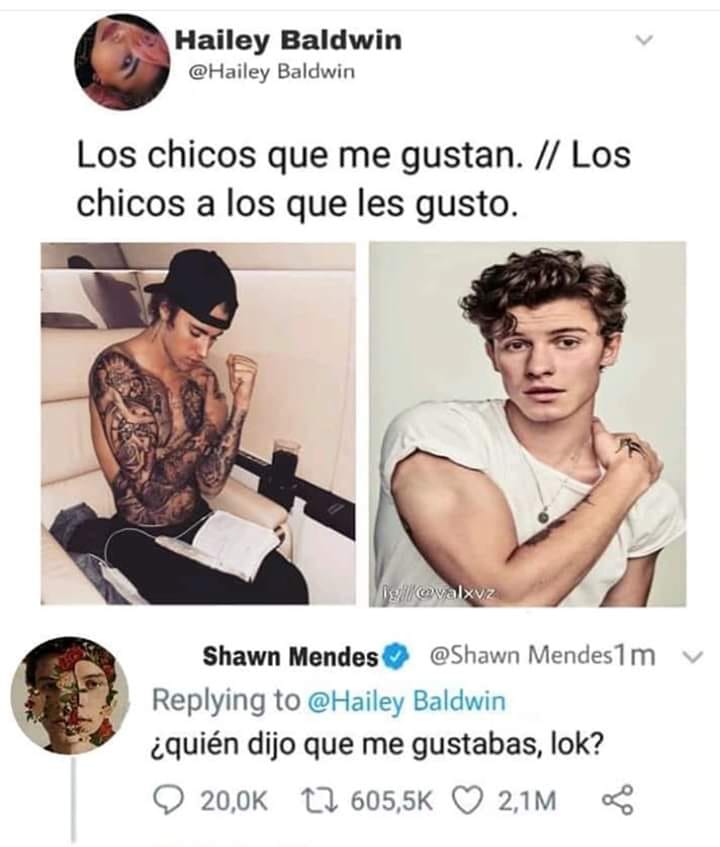 Hailey Baldwin
@Hailey Baldwin
Los chicos que me gustan. // Los
chicos a los que les gusto.
ig//@valxvz
Shawn Mendes @Shawn Mendes1m
Replying to @Hailey Baldwin
¿quién dijo que me gustabas, lok?
20,0K 605,5K 2,1M